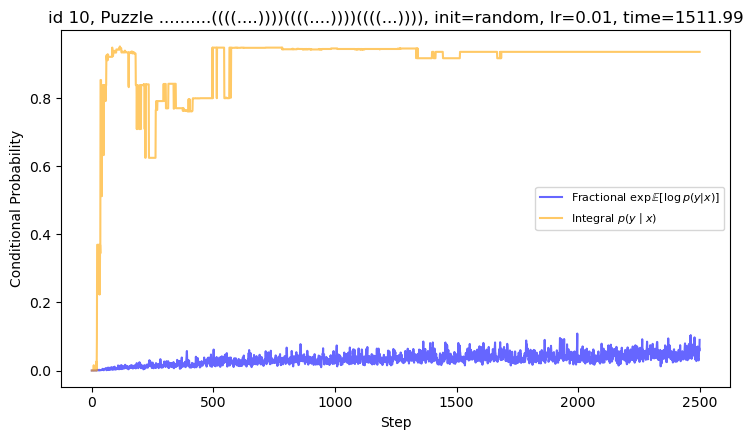 id 10, Puzzle ..........((((....))))((((....))))((((...)))), init=random, lr=0.01, time=1511.99
Conditional Probability
0.8
0.6
0.4
0.2
0.0
Fractional exp𝔼[log p(y|x)]
Integral p(y | x)
0 500 1000 1500 2000 2500
Step